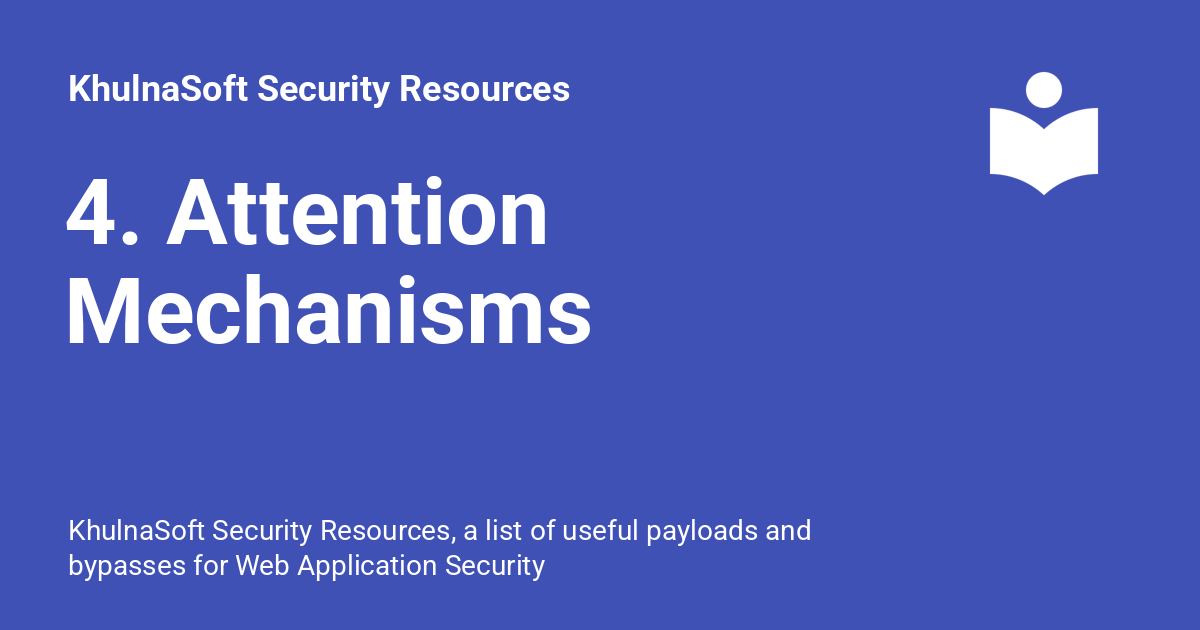 KhulnaSoft Security Resources
4. Attention
Mechanisms
KhulnaSoft Security Resources, a list of useful payloads and
bypasses for Web Application Security